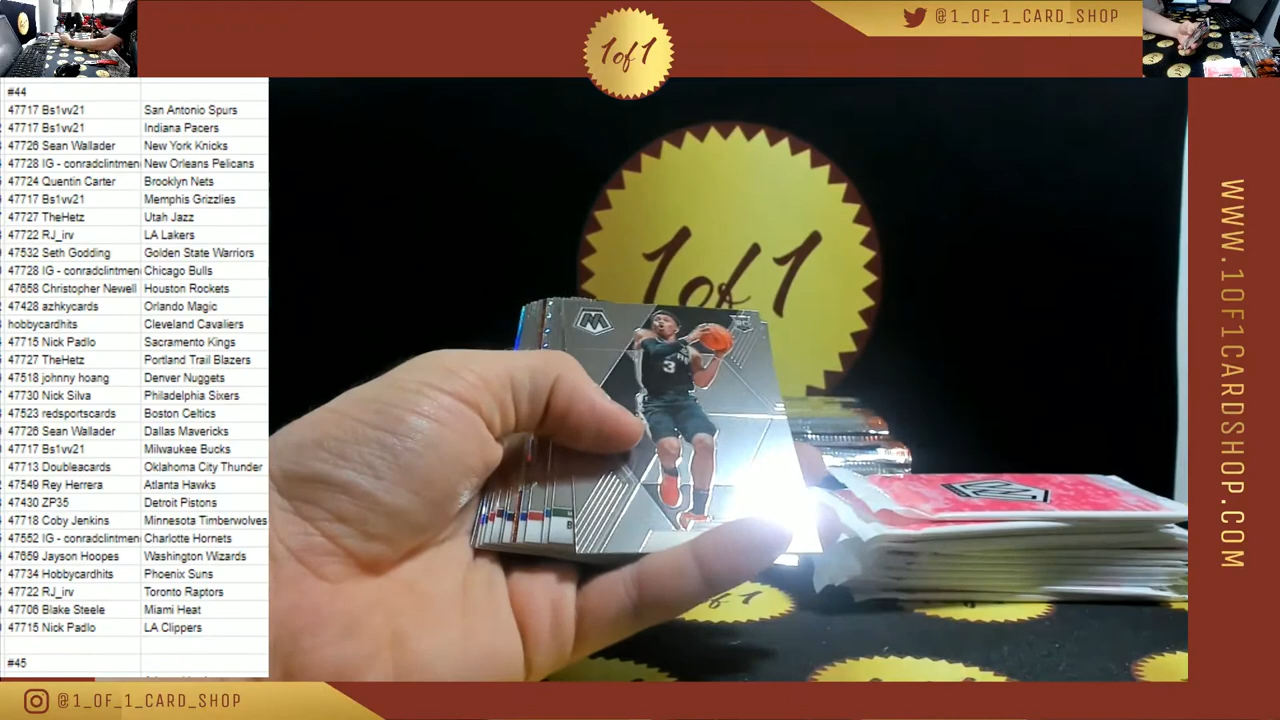 @1_OF_1_CARD_SHOP
1of1
#44
47717 Bs1vv21 San Antonio Spurs
47717 Bs1vv21 Indiana Pacers
47726 Sean Wallader New York Knicks
47728 IG - conradclintmen New Orleans Pelicans
47724 Quentin Carter Brooklyn Nets
47717 Bs1vv21 Memphis Grizzlies
47727 TheHetz Utah Jazz
47722 RJ_irv LA Lakers
47532 Seth Godding Golden State Warriors
47728 IG - conradclintmen Chicago Bulls
47658 Christopher Newell Houston Rockets
47428 azhkycards Orlando Magic
hobbycardhits Cleveland Cavaliers
47715 Nick Padlo Sacramento Kings
47727 TheHetz Portland Trail Blazers
47518 johnny hoang Denver Nuggets
47730 Nick Silva Philadelphia Sixers
47523 redsportscards Boston Celtics
47726 Sean Wallader Dallas Mavericks
47717 Bs1vv21 Milwaukee Bucks
47713 Doubleacards Oklahoma City Thunder
47549 Rey Herrera Atlanta Hawks
47430 ZP35 Detroit Pistons
47718 Coby Jenkins Minnesota Timberwolves
47552 IG - conradclintmen Charlotte Hornets
47659 Jayson Hoopes Washington Wizards
47734 Hobbycardhits Phoenix Suns
47722 RJ_irv Toronto Raptors
47706 Blake Steele Miami Heat
47715 Nick Padlo LA Clippers
#45
1of1
3
of 1
WWW.1OF1CARDSHOP.COM
@1_OF_1_CARD_SHOP